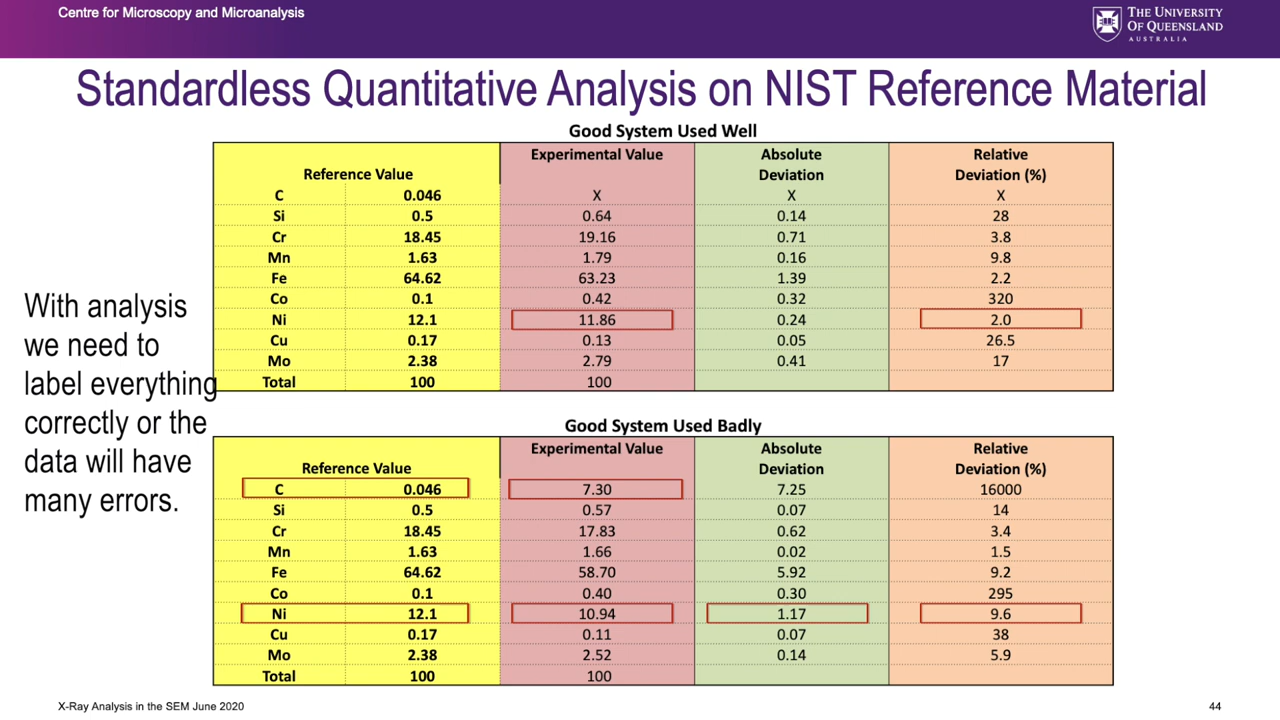 Centre for Microscopy and Microanalysis
THE UNIVERSITY
OF QUEENSLAND
AUSTRALIA
Standardless Quantitative Analysis on NIST Reference Material
With analysis
we need to
label everything
correctly or the
data will have
many errors.
Good System Used Well
Reference Value Experimental Value Absolute Deviation Relative Deviation (%)
C 0.046 X X X
Si 0.5 0.64 0.14 28
Cr 18.45 19.16 0.71 3.8
Mn 1.63 1.79 0.16 9.8
Fe 64.62 63.23 1.39 2.2
Co 0.1 0.42 0.32 320
Ni 12.1 11.86 0.24 2.0
Cu 0.17 0.13 0.05 26.5
Mo 2.38 2.79 0.41 17
Total 100 100
Good System Used Badly
Reference Value Experimental Value Absolute Deviation Relative Deviation (%)
C 0.046 7.30 7.25 16000
Si 0.5 0.57 0.07 14
Cr 18.45 17.83 0.62 3.4
Mn 1.63 1.66 0.02 1.5
Fe 64.62 58.70 5.92 9.2
Co 0.1 0.40 0.30 295
Ni 12.1 10.94 1.17 9.6
Cu 0.17 0.11 0.07 38
Mo 2.38 2.52 0.14 5.9
Total 100 100
X-Ray Analysis in the SEM June 2020
44